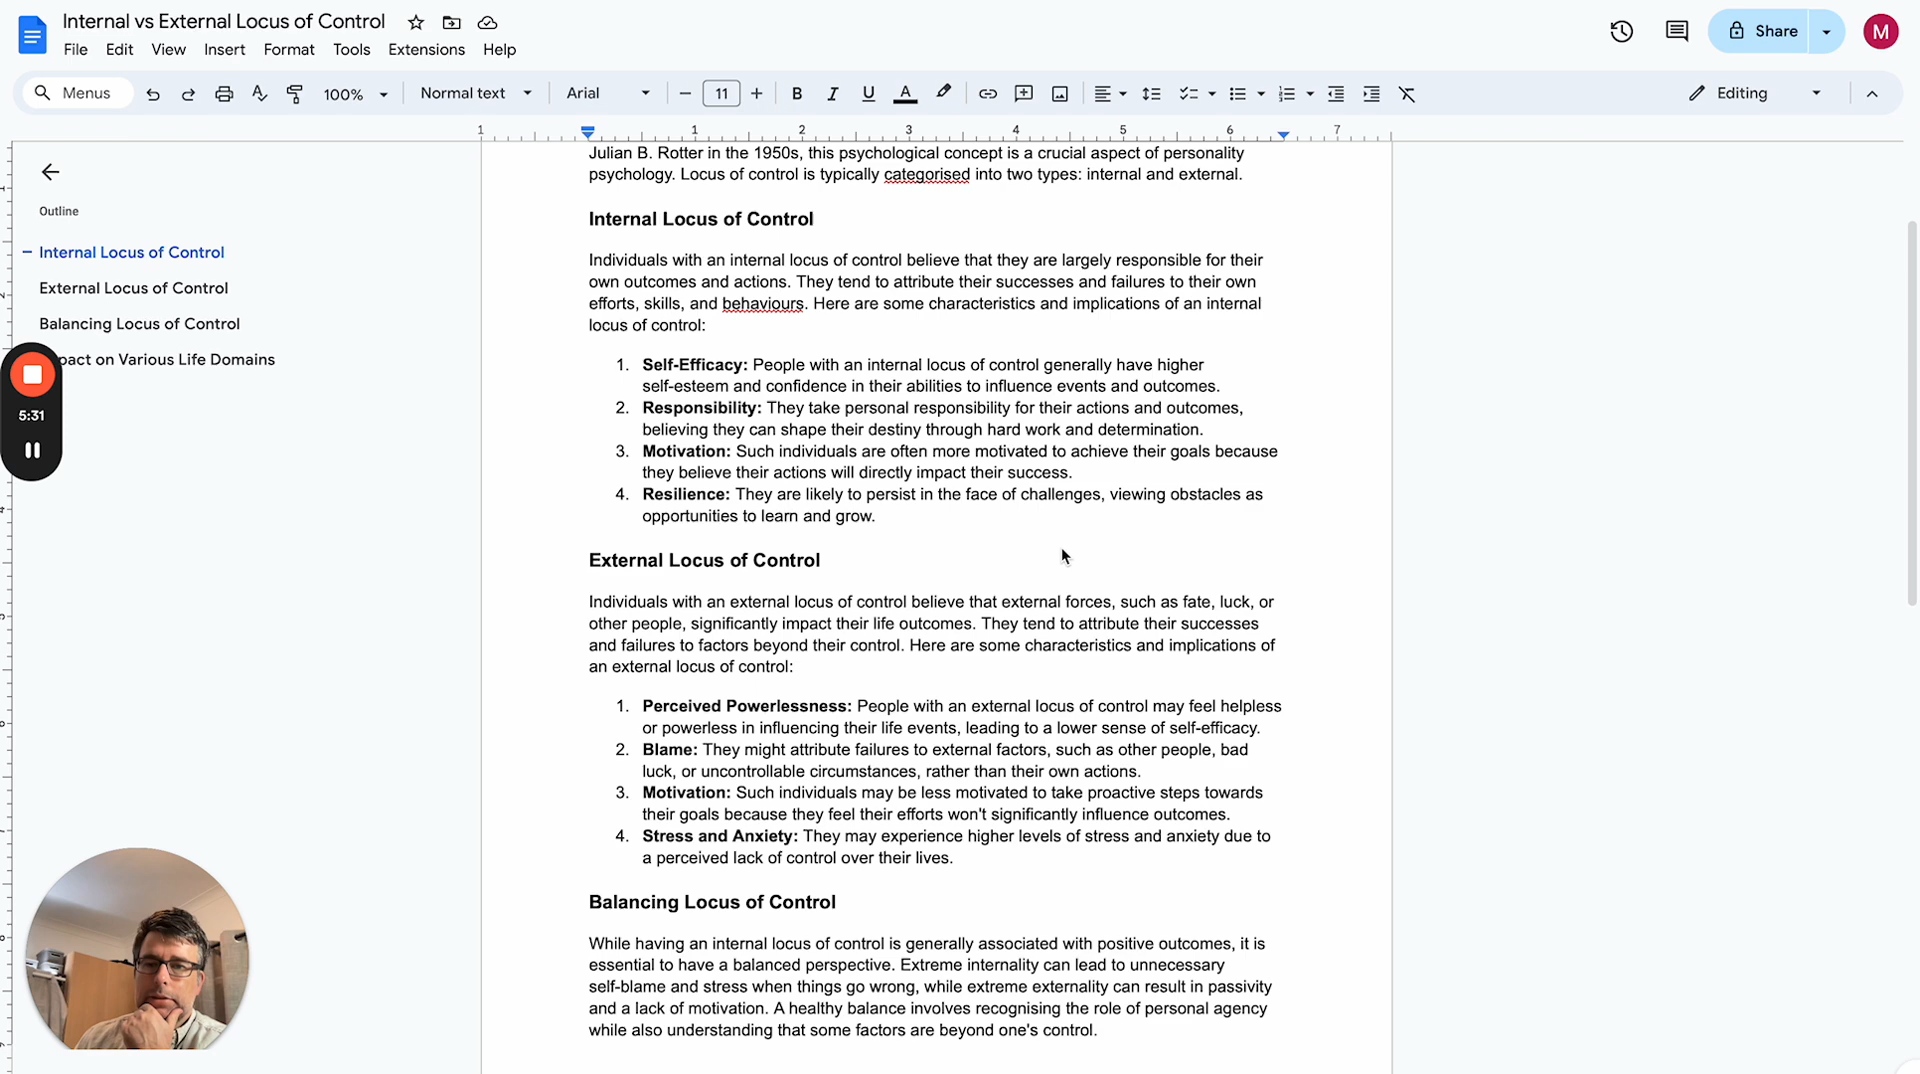 Internal vs External Locus of Control
File Edit View Insert Format Tools Extensions Help
Share
M
Menus 100% Normal text Arial 11 B I U A Editing
1 1 2 3 4 5 6 7
Outline
Internal Locus of Control
External Locus of Control
Balancing Locus of Control
pact on Various Life Domains
5:31
Julian B. Rotter in the 1950s, this psychological concept is a crucial aspect of personality
psychology. Locus of control is typically categorised into two types: internal and external.
Internal Locus of Control
Individuals with an internal locus of control believe that they are largely responsible for their
own outcomes and actions. They tend to attribute their successes and failures to their own
efforts, skills, and behaviours. Here are some characteristics and implications of an internal
locus of control:
1. Self-Efficacy: People with an internal locus of control generally have higher
self-esteem and confidence in their abilities to influence events and outcomes.
2. Responsibility: They take personal responsibility for their actions and outcomes,
believing they can shape their destiny through hard work and determination.
3. Motivation: Such individuals are often more motivated to achieve their goals because
they believe their actions will directly impact their success.
4. Resilience: They are likely to persist in the face of challenges, viewing obstacles as
opportunities to learn and grow.
External Locus of Control
Individuals with an external locus of control believe that external forces, such as fate, luck, or
other people, significantly impact their life outcomes. They tend to attribute their successes
and failures to factors beyond their control. Here are some characteristics and implications of
an external locus of control:
1. Perceived Powerlessness: People with an external locus of control may feel helpless
or powerless in influencing their life events, leading to a lower sense of self-efficacy.
2. Blame: They might attribute failures to external factors, such as other people, bad
luck, or uncontrollable circumstances, rather than their own actions.
3. Motivation: Such individuals may be less motivated to take proactive steps towards
their goals because they feel their efforts won't significantly influence outcomes.
4. Stress and Anxiety: They may experience higher levels of stress and anxiety due to
a perceived lack of control over their lives.
Balancing Locus of Control
While having an internal locus of control is generally associated with positive outcomes, it is
essential to have a balanced perspective. Extreme internality can lead to unnecessary
self-blame and stress when things go wrong, while extreme externality can result in passivity
and a lack of motivation. A healthy balance involves recognising the role of personal agency
while also understanding that some factors are beyond one's control.